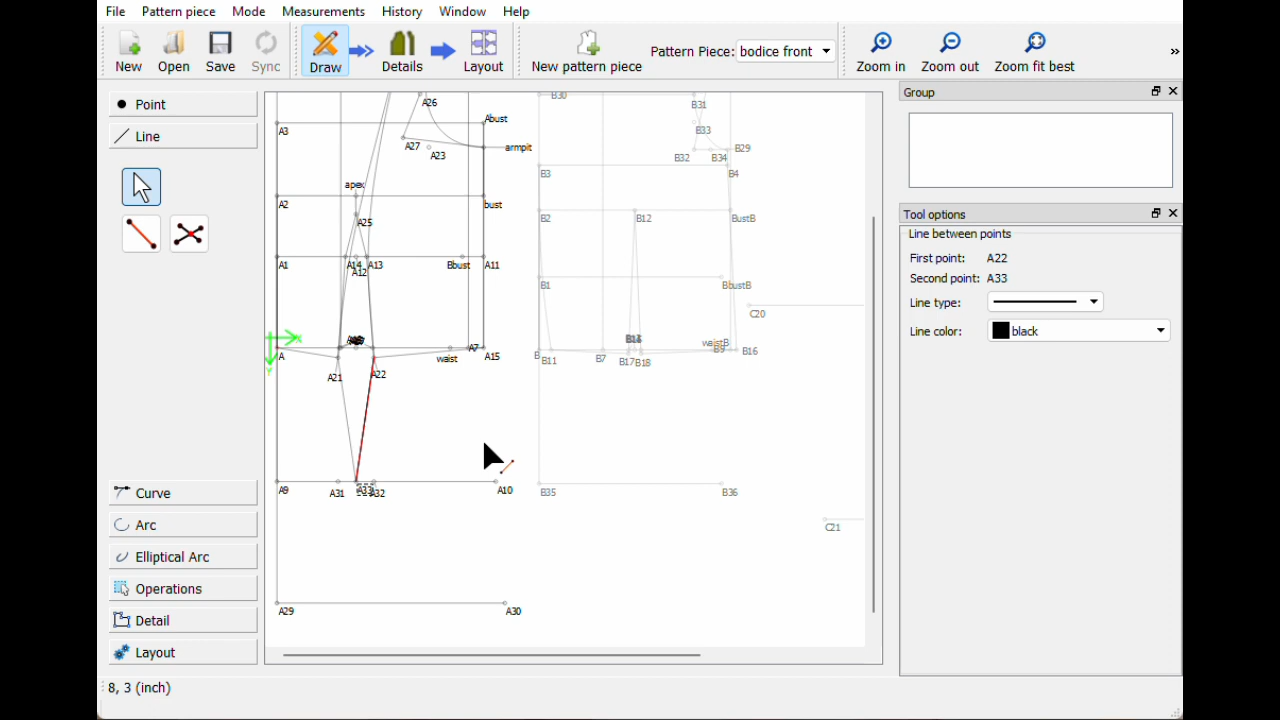 File Pattern piece Mode Measurements History Window Help
New Open Save Sync Draw Details Layout New pattern piece Pattern Piece: bodice front Zoom in Zoom out Zoom fit best »
Point
Line
Curve
Arc
Elliptical Arc
Operations
Detail
Layout
A26
A3 Abust
A27 A23 armpit
apex
A2 A25 bust
A1 A14 A13 Bbust A11
A12
A A7
waist A15
A21 A22
A9 A31 A33 A32 A10
A29 A30
B30 B31
B33
B32 B34 B29
B3 B4
B2 B12 BustB
B1 BbustB
C20
waistB
B B11 B7 B17 B18 B9 B16
B35 B36
C21
Group
Tool options
Line between points
First point: A22
Second point: A33
Line type:
Line color: black
8, 3 (inch)